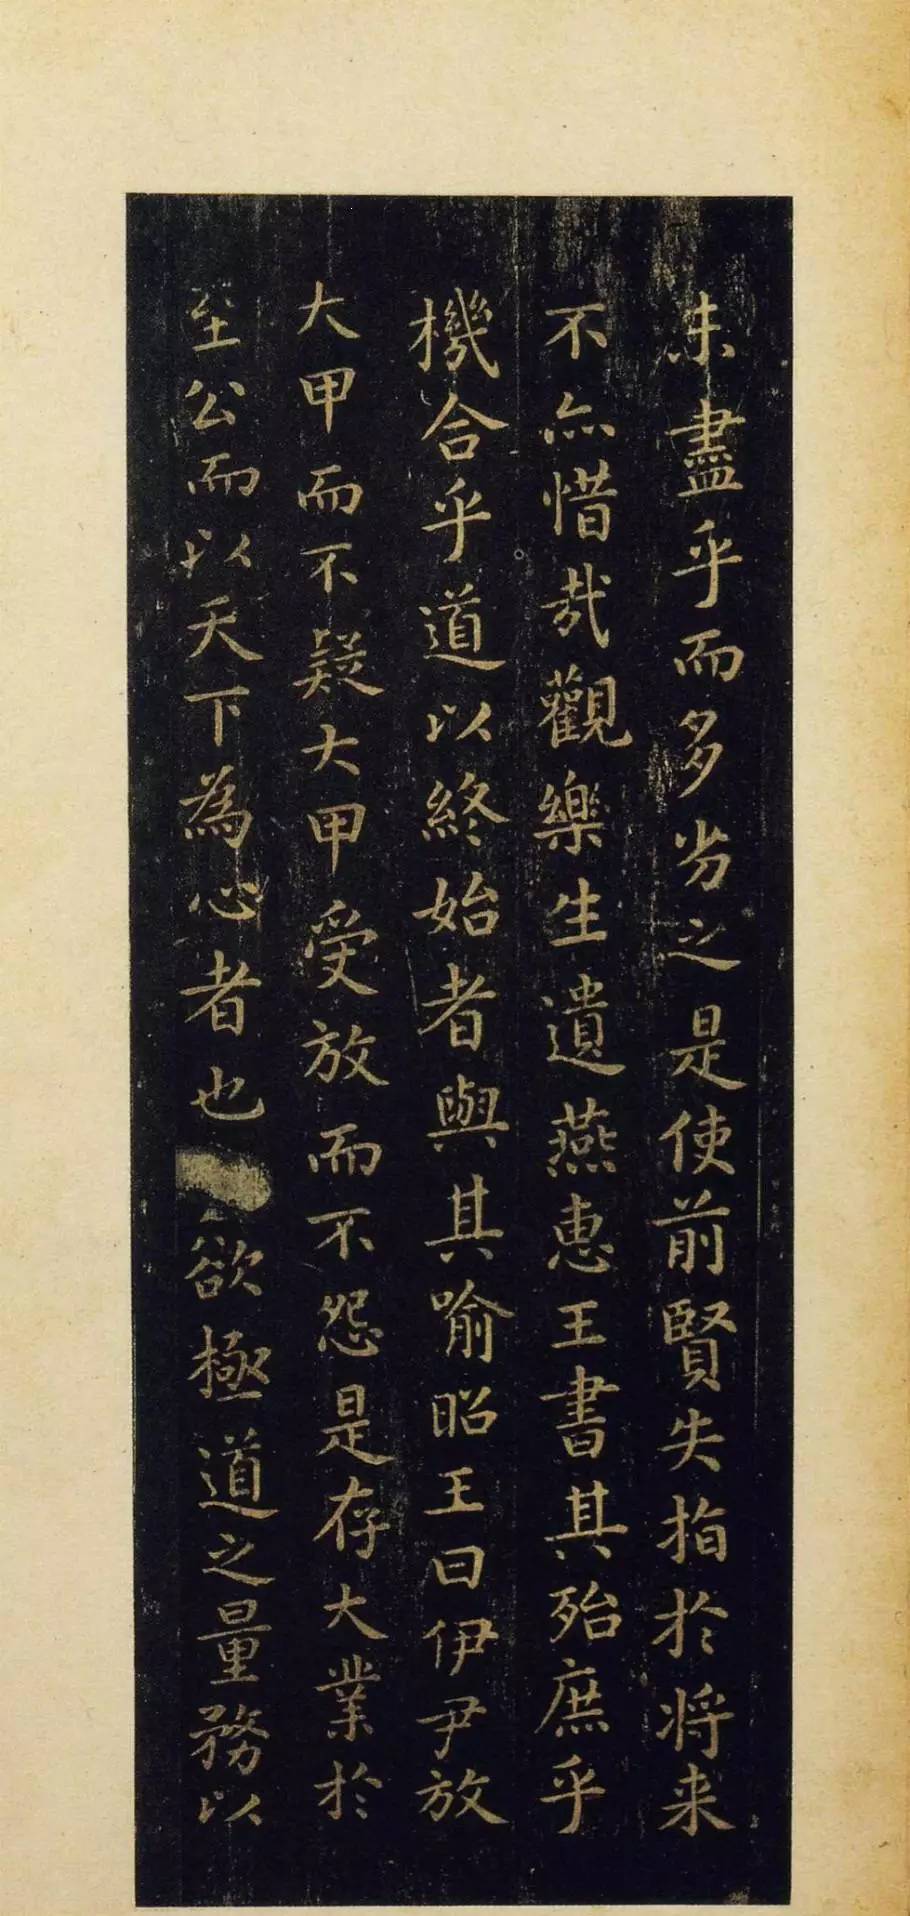 未盡乎而多劣之是使前賢失指於将来
不亦惜哉觀樂生遺燕惠王書其殆庶乎
機合乎道以終始者與其喻昭王曰伊尹放
大甲而不疑大甲受放而不怨是存大業於
至公而以天下為心者也欲極道之量務以